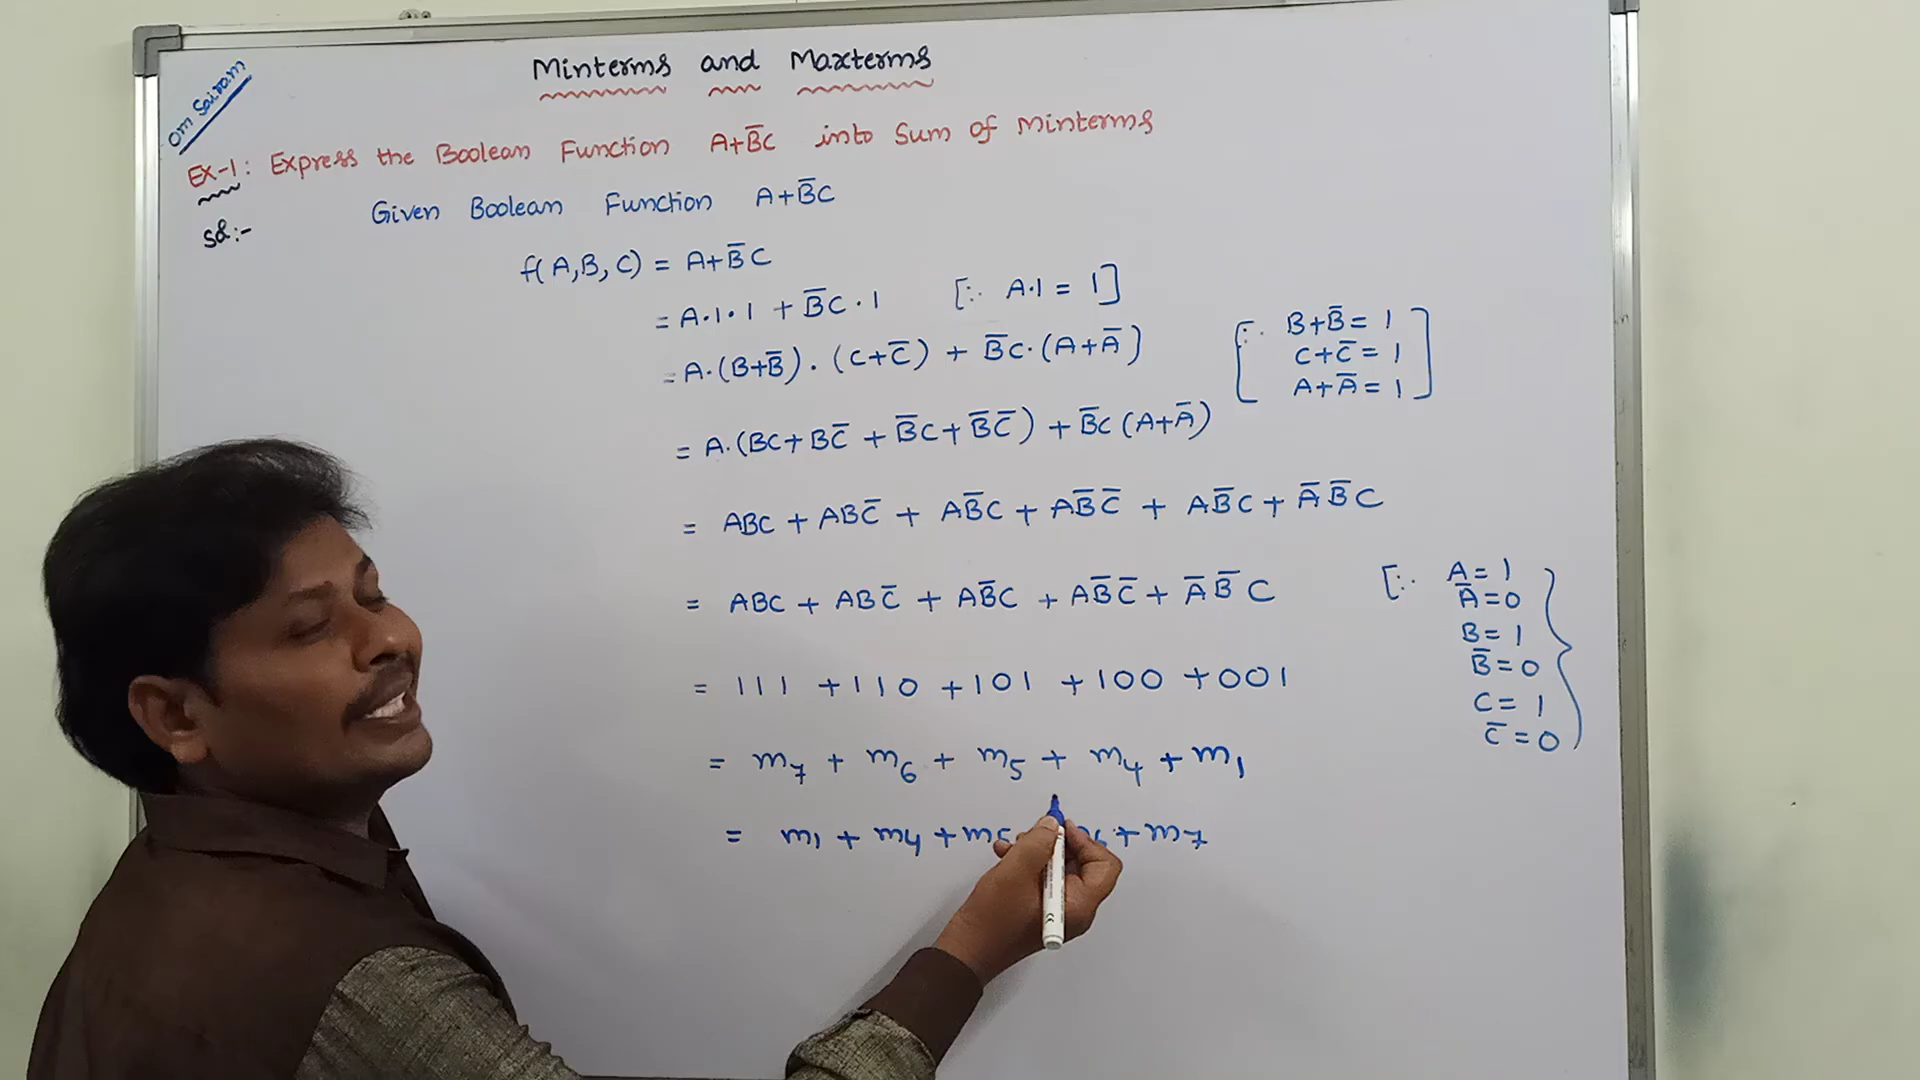 Om Sairam
Minterms and Maxterms
Ex-1: Express the Boolean Function A+B̅C into Sum of Minterms
Sol:- Given Boolean Function A+B̅C
f(A,B,C) = A+B̅C
= A·1·1 + B̅C·1 [∵ A·1 = 1]
= A·(B+B̅)·(C+C̅) + B̅C·(A+A̅) [∵ B+B̅ = 1
C+C̅ = 1
A+A̅ = 1]
= A·(BC+BC̅+B̅C+B̅C̅) + B̅C(A+A̅)
= ABC + ABC̅ + AB̅C + AB̅C̅ + AB̅C + A̅B̅C
= ABC + ABC̅ + AB̅C + AB̅C̅ + A̅B̅C [∵ A = 1
A̅ = 0
B = 1
B̅ = 0
C = 1
C̅ = 0}
= 111 + 110 + 101 + 100 + 001
= m7 + m6 + m5 + m4 + m1
= m1 + m4 + m5 + m7